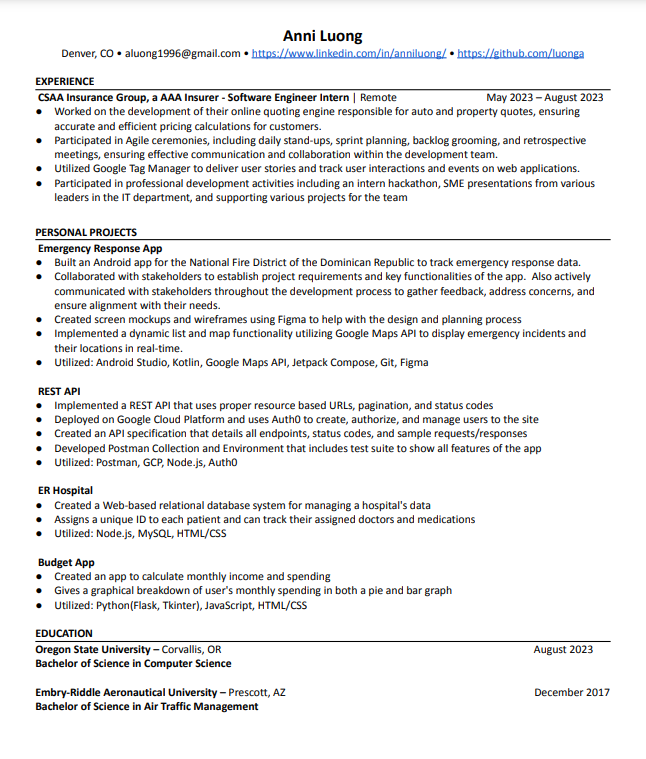 Anni Luong
Denver, CO • aluong1996@gmail.com • https://www.linkedin.com/in/anniluong/ • https://github.com/luonga
EXPERIENCE
CSAA Insurance Group, a AAA Insurer - Software Engineer Intern | Remote May 2023 – August 2023
● Worked on the development of their online quoting engine responsible for auto and property quotes, ensuring
accurate and efficient pricing calculations for customers.
● Participated in Agile ceremonies, including daily stand-ups, sprint planning, backlog grooming, and retrospective
meetings, ensuring effective communication and collaboration within the development team.
● Utilized Google Tag Manager to deliver user stories and track user interactions and events on web applications.
● Participated in professional development activities including an intern hackathon, SME presentations from various
leaders in the IT department, and supporting various projects for the team
PERSONAL PROJECTS
Emergency Response App
● Built an Android app for the National Fire District of the Dominican Republic to track emergency response data.
● Collaborated with stakeholders to establish project requirements and key functionalities of the app. Also actively
communicated with stakeholders throughout the development process to gather feedback, address concerns, and
ensure alignment with their needs.
● Created screen mockups and wireframes using Figma to help with the design and planning process
● Implemented a dynamic list and map functionality utilizing Google Maps API to display emergency incidents and
their locations in real-time.
● Utilized: Android Studio, Kotlin, Google Maps API, Jetpack Compose, Git, Figma
REST API
● Implemented a REST API that uses proper resource based URLs, pagination, and status codes
● Deployed on Google Cloud Platform and uses Auth0 to create, authorize, and manage users to the site
● Created an API specification that details all endpoints, status codes, and sample requests/responses
● Developed Postman Collection and Environment that includes test suite to show all features of the app
● Utilized: Postman, GCP, Node.js, Auth0
ER Hospital
● Created a Web-based relational database system for managing a hospital's data
● Assigns a unique ID to each patient and can track their assigned doctors and medications
● Utilized: Node.js, MySQL, HTML/CSS
Budget App
● Created an app to calculate monthly income and spending
● Gives a graphical breakdown of user's monthly spending in both a pie and bar graph
● Utilized: Python(Flask, Tkinter), JavaScript, HTML/CSS
EDUCATION
Oregon State University – Corvallis, OR August 2023
Bachelor of Science in Computer Science
Embry-Riddle Aeronautical University – Prescott, AZ December 2017
Bachelor of Science in Air Traffic Management